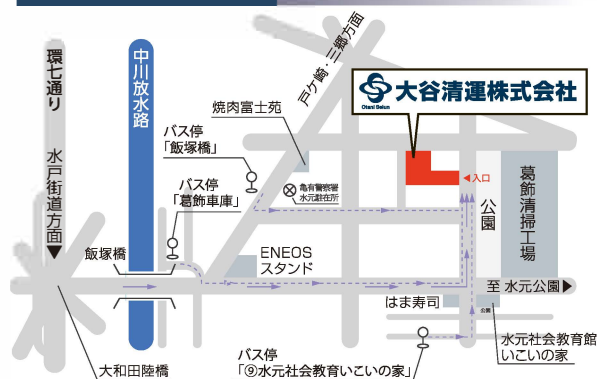 環七通り
水戸街道方面▼
中川放水路
戸ケ崎・三郷方面
焼肉富士苑
バス停
「飯塚橋」
バス停
「葛飾車庫」
飯塚橋
亀有警察署
水元駐在所
Otani Seiun
大谷清運株式会社
◀入口
公園
葛飾清掃工場
ENEOS
スタンド
至 水元公園▶
はま寿司
公園
水元社会教育館
いこいの家
大和田陸橋
バス停
「⑨水元社会教育いこいの家」